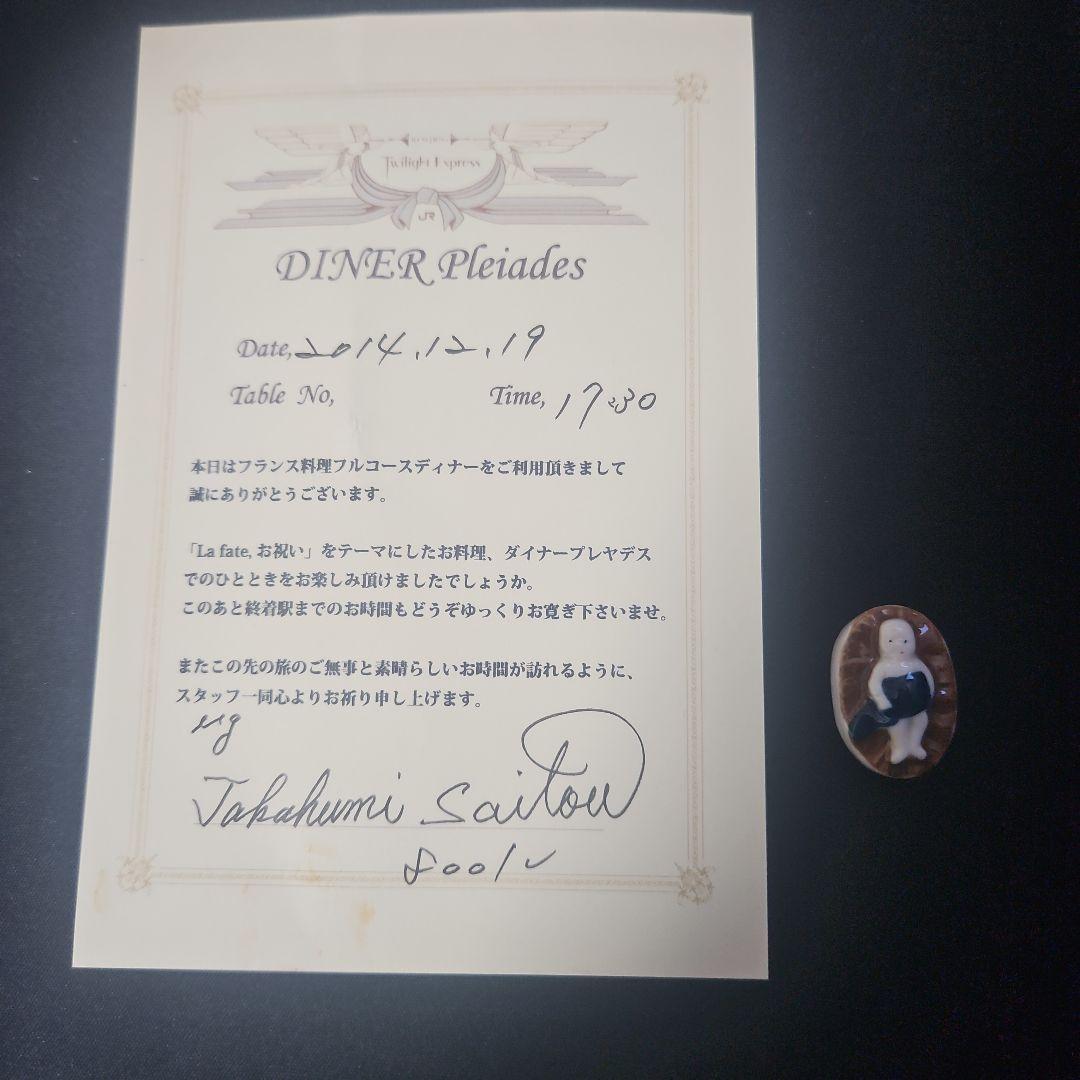 Twilight Express
JR
DINER Pleiades
Date, 2014.12.19
Table No,
Time, 17:30
本日はフランス料理フルコースディナーをご利用頂きまして
誠にありがとうございます。
「La fate, お祝い」をテーマにしたお料理、ダイナープレヤデス
でのひとときをお楽しみ頂けましたでしょうか。
このあと終着駅までのお時間もどうぞゆっくりお寛ぎ下さいませ。
またこの先の旅のご無事と素晴らしいお時間が訪れるように、
スタッフ一同心よりお祈り申し上げます。
Takahumi Saitou
8001